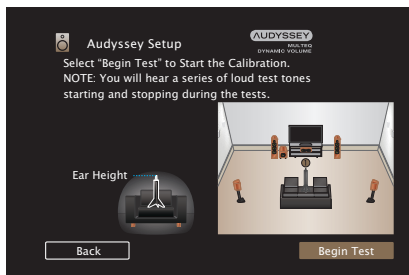 Audyssey Setup
AUDYSSEY
MULTEQ
DYNAMIC VOLUME
Select “Begin Test” to Start the Calibration.
NOTE: You will hear a series of loud test tones
starting and stopping during the tests.
Ear Height
Back
Begin Test